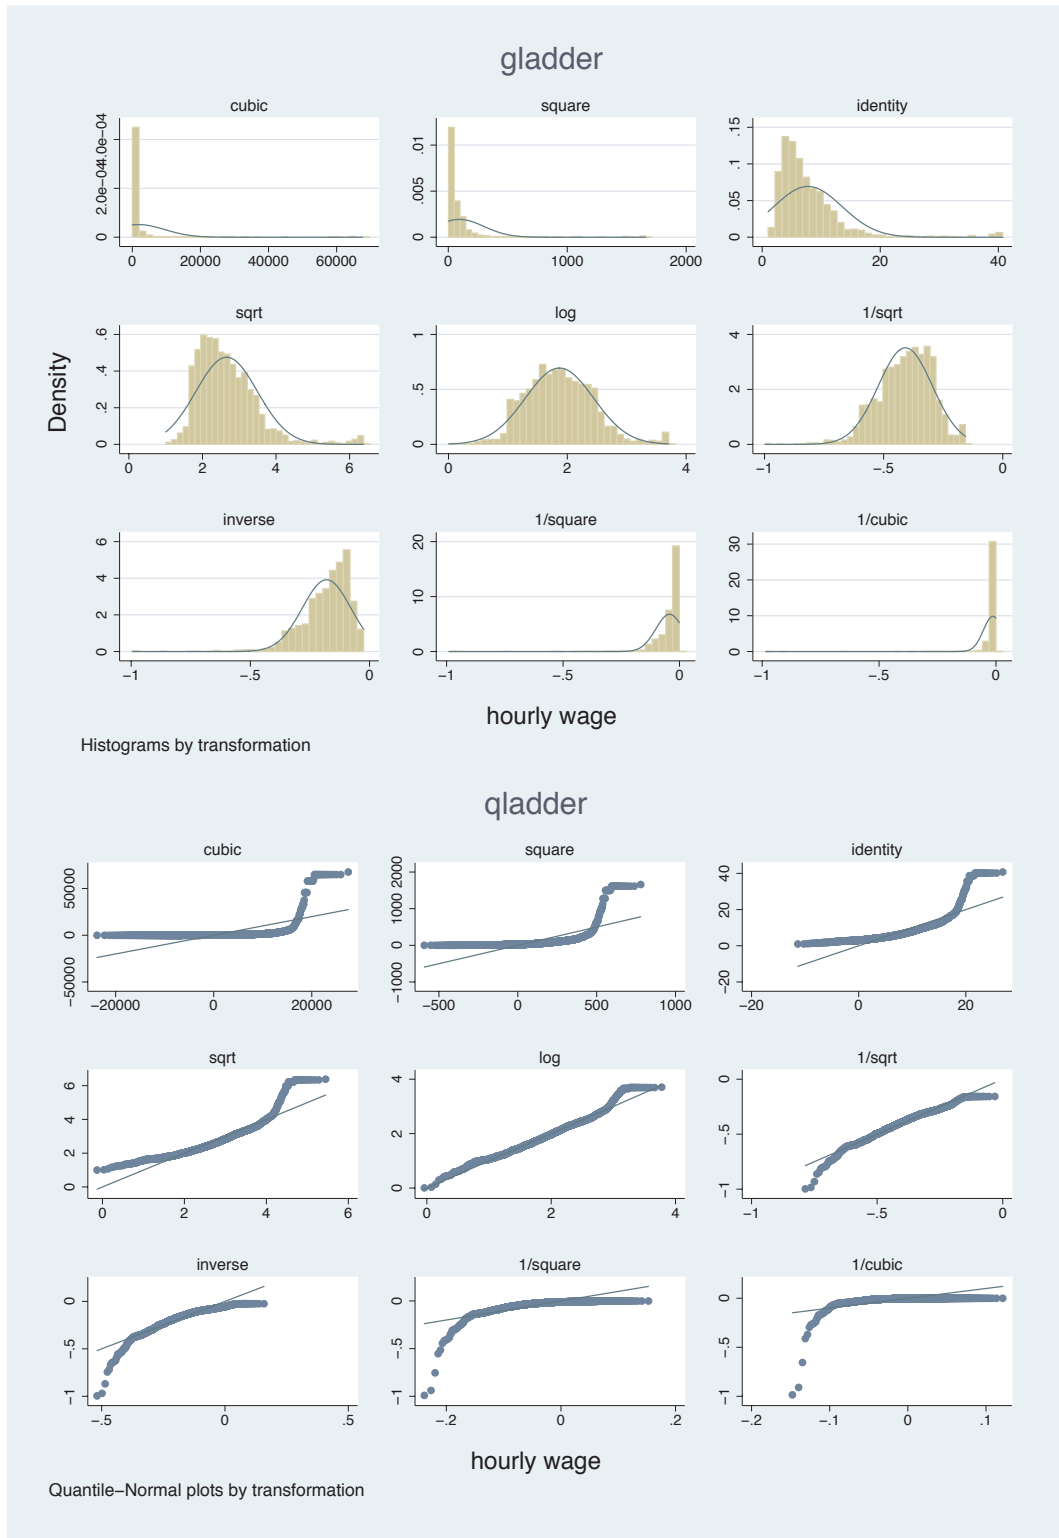 gladder
cubic square identity
0 2.0e−04 4.0e−04
0 20000 40000 60000
0 .005 .01
0 1000 2000
0 .05 .1 .15
0 20 40
sqrt log 1/sqrt
Density
0 .2 .4 .6
0 2 4 6
0 .5 1
0 2 4
0 2 4
−1 −.5 0
inverse 1/square 1/cubic
0 2 4 6
−1 −.5 0
0 10 20
−1 −.5 0
0 10 20 30
−1 −.5 0
hourly wage
Histograms by transformation
qladder
cubic square identity
−50000 0 50000
−20000 0 20000
−1000 0 1000 2000
−500 0 500 1000
−20 0 20 40
−20 0 20
sqrt log 1/sqrt
0 2 4 6
0 2 4 6
0 2 4
0 2 4
−1 −.5 0
−1 −.5 0
inverse 1/square 1/cubic
−1 −.5 0
−.5 0 .5
−1 −.5 0
−.2 0 .2
−1 −.5 0
−.2 −.1 0 .1
hourly wage
Quantile−Normal plots by transformation